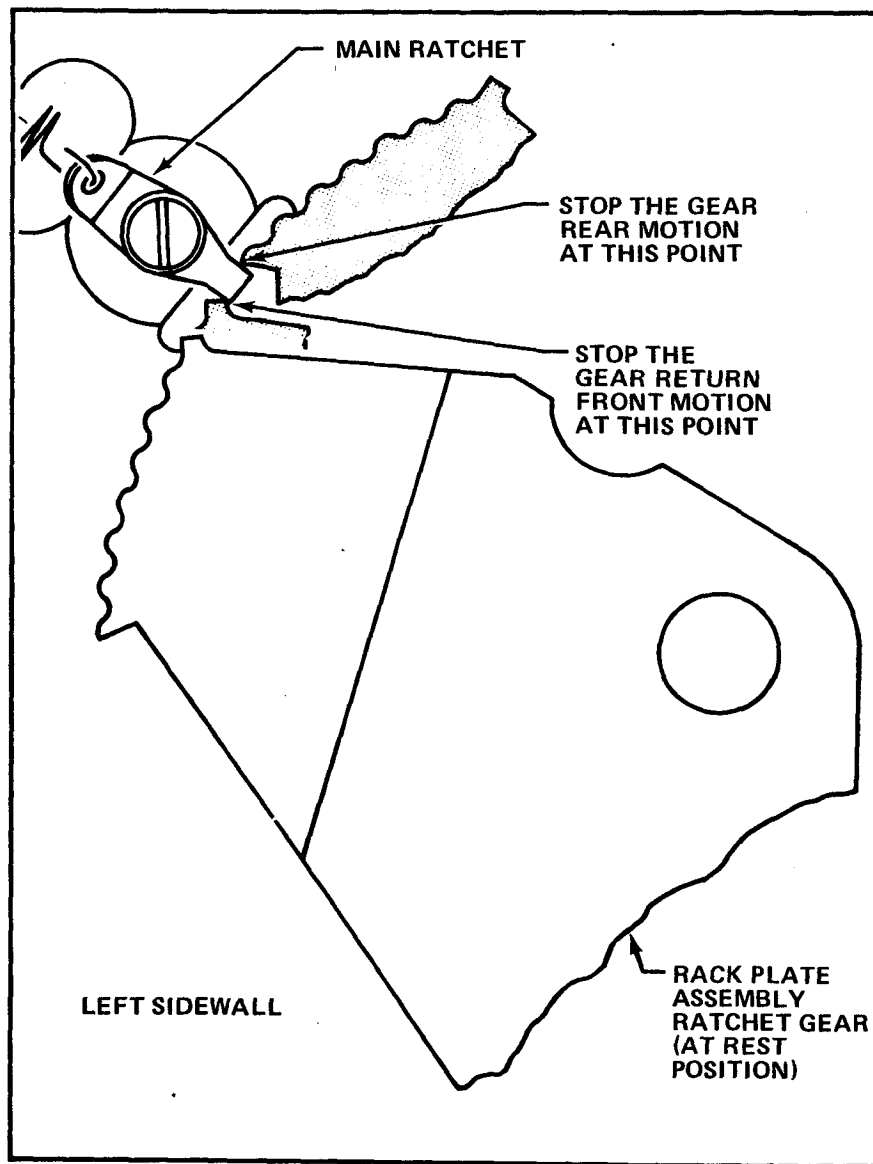 MAIN RATCHET
STOP THE GEAR
REAR MOTION
AT THIS POINT
STOP THE
GEAR RETURN
FRONT MOTION
AT THIS POINT
LEFT SIDEWALL
RACK PLATE
ASSEMBLY
RATCHET GEAR
(AT REST
POSITION)